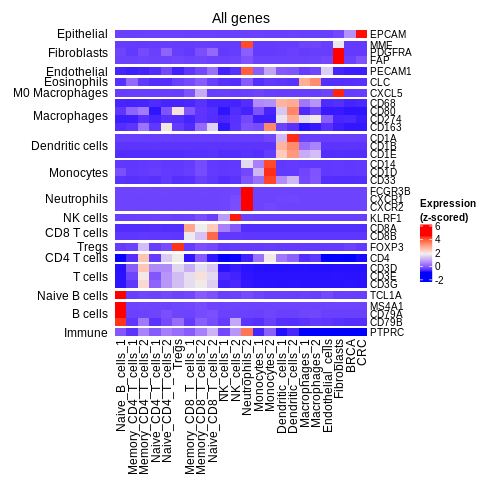 All genes
Epithelial
EPCAM
Fibroblasts
MME
PDGFRA
FAP
Endothelial
PECAM1
Eosinophils
CLC
M0 Macrophages
CXCL5
Macrophages
CD68
CD80
CD274
CD163
Dendritic cells
CD1A
CD1B
CD1E
Monocytes
CD14
CD1D
CD33
Neutrophils
FCGR3B
CXCR1
CXCR2
NK cells
KLRF1
CD8 T cells
CD8A
CD8B
Tregs
FOXP3
CD4 T cells
CD4
T cells
CD3D
CD3E
CD3G
Naive B cells
TCL1A
B cells
MS4A1
CD79A
CD79B
Immune
PTPRC
Naive_B_cells_1
Memory_CD4_T_cells_1
Memory_CD4_T_cells_2
Naive_CD4_T_cells_1
Naive_CD4_T_cells_2
Tregs
Memory_CD8_T_cells_1
Memory_CD8_T_cells_2
Naive_CD8_T_cells_2
NK_cells_1
NK_cells_2
Neutrophils_2
Monocytes_1
Monocytes_2
Dendritic_cells_1
Dendritic_cells_2
Macrophages_1
Macrophages_2
Endothelial_cells
Fibroblasts
BRCA
CRC
Expression
(z-scored)
6
4
2
0
-2